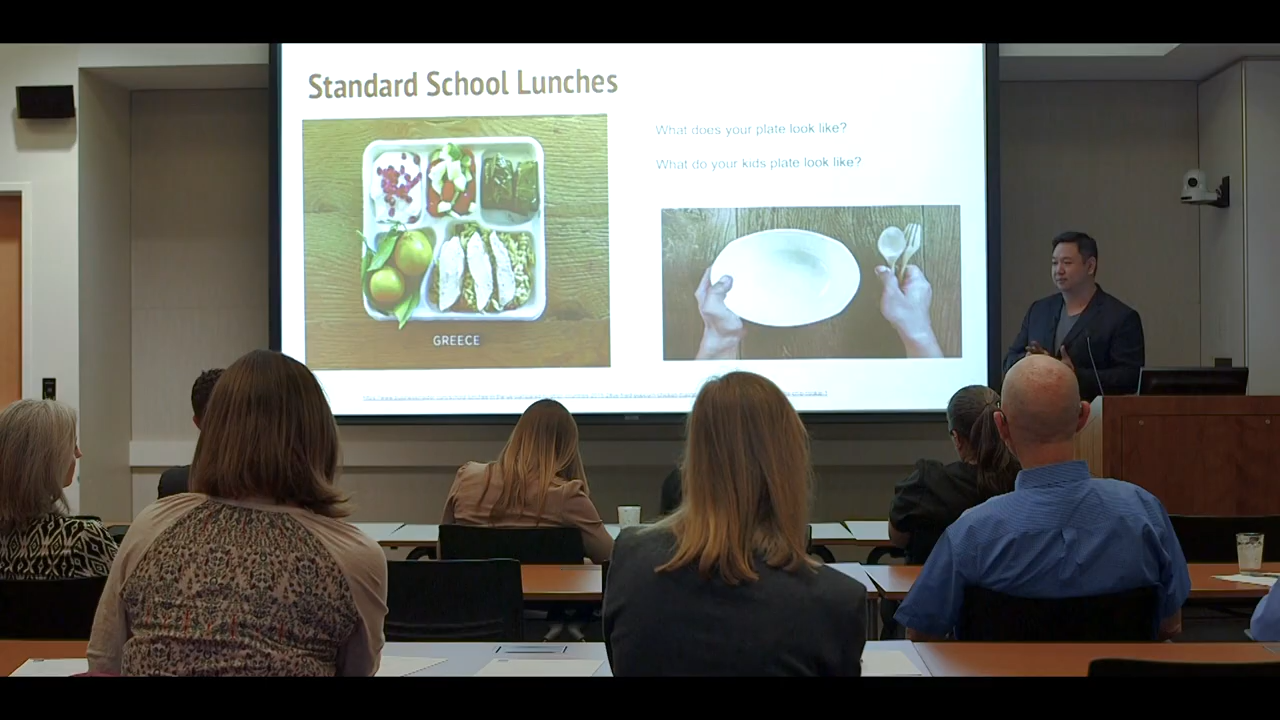 Standard School Lunches
What does your plate look like?
What do your kids plate look like?
GREECE